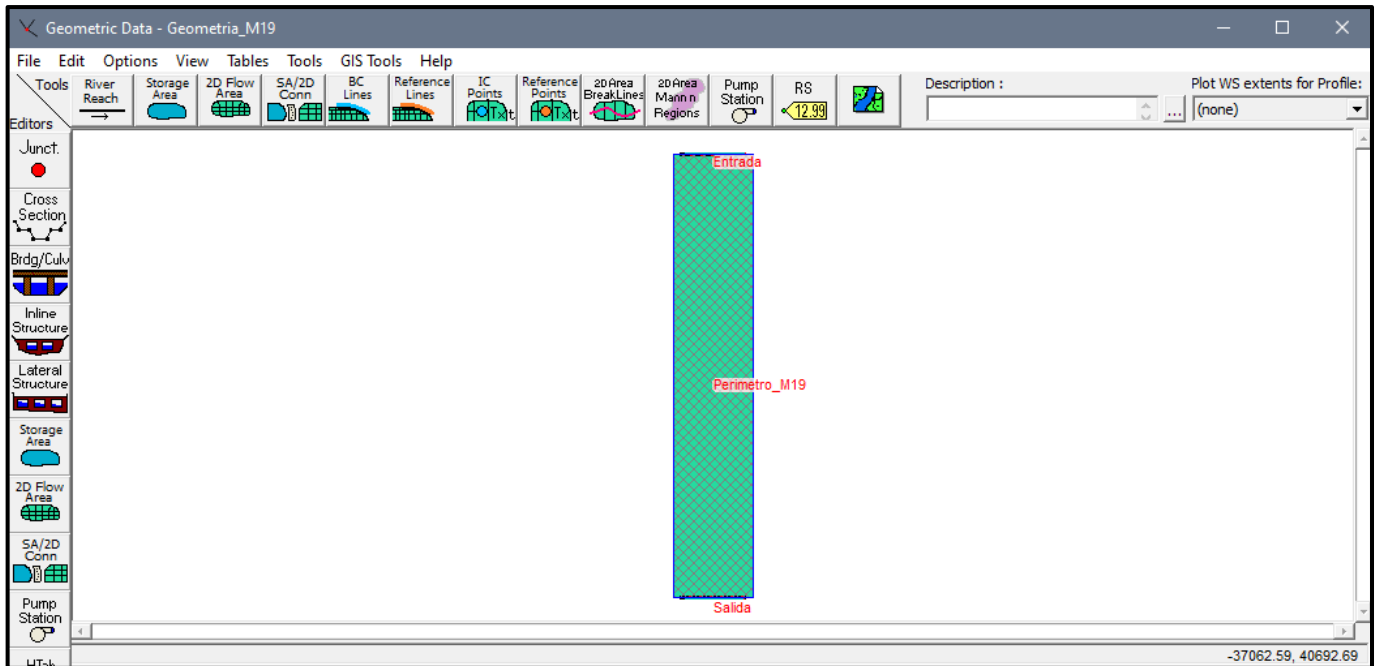 Geometric Data - Geometria_M19
File Edit Options View Tables Tools GIS Tools Help
Tools
Editors
River
Reach
Storage
Area
2D Flow
Area
SA/2D
Conn
BC
Lines
Reference
Lines
IC
Points
Reference
Points
2D Area
BreakLines
2D Area
Mann n
Regions
Pump
Station
RS
12.99
Description :
...
Plot WS extents for Profile:
(none)
Junct.
Cross
Section
Brdg/Culv
Inline
Structure
Lateral
Structure
Storage
Area
2D Flow
Area
SA/2D
Conn
Pump
Station
Entrada
Perimetro_M19
Salida
-37062.59, 40692.69